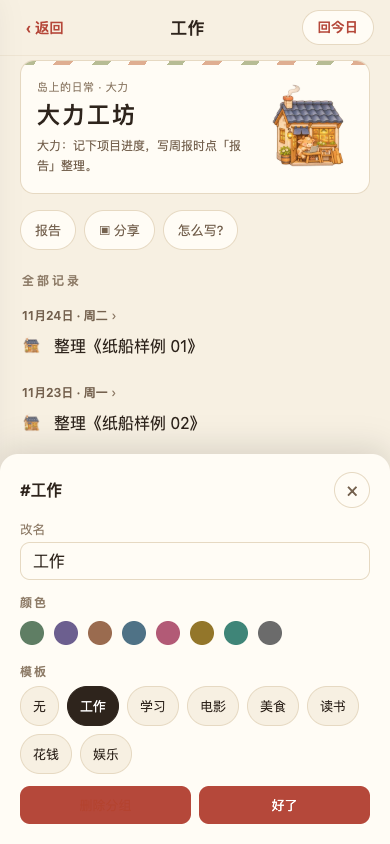 ‹ 返回
工作
回今日
岛上的日常 · 大力
大力工坊
大力：记下项目进度，写周报时点「报
告」整理。
报告
分享
怎么写?
全部记录
11月24日 · 周二 ›
整理《纸船样例 01》
11月23日 · 周一 ›
整理《纸船样例 02》
#工作
×
改名
工作
颜色
模板
无
工作
学习
电影
美食
读书
花钱
娱乐
好了